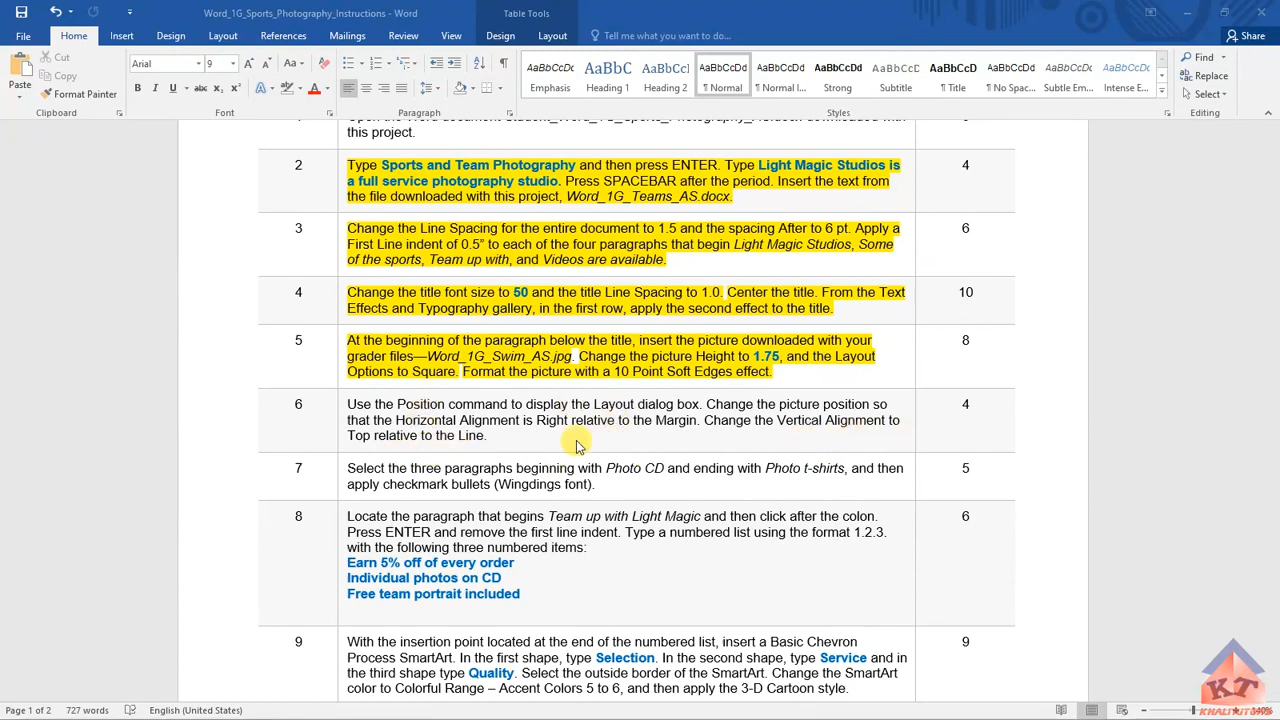 Word_1G_Sports_Photography_Instructions - Word
Table Tools
File
Home
Insert
Design
Layout
References
Mailings
Review
View
Design
Layout
Tell me what you want to do...
Share
Paste
Cut
Copy
Format Painter
Clipboard
Arial
9
Font
Paragraph
AaBbCcDc
Emphasis
AaBbC
Heading 1
AaBbCc
Heading 2
AaBbCcDd
¶ Normal
AaBbCcDd
¶ Normal In...
AaBbCcDd
Strong
AaBbCcDd
Subtitle
AaBbCcD
¶ Title
AaBbCcDd
¶ No Spac...
AaBbCcDd
Subtle Em...
AaBbCcDd
Intense E...
Styles
Find
Replace
Select
Editing
this project.
2
Type Sports and Team Photography and then press ENTER. Type Light Magic Studios is
a full service photography studio. Press SPACEBAR after the period. Insert the text from
the file downloaded with this project, Word_1G_Teams_AS.docx.
4
3
Change the Line Spacing for the entire document to 1.5 and the spacing After to 6 pt. Apply a
First Line indent of 0.5” to each of the four paragraphs that begin Light Magic Studios, Some
of the sports, Team up with, and Videos are available.
6
4
Change the title font size to 50 and the title Line Spacing to 1.0. Center the title. From the Text
Effects and Typography gallery, in the first row, apply the second effect to the title.
10
5
At the beginning of the paragraph below the title, insert the picture downloaded with your
grader files—Word_1G_Swim_AS.jpg. Change the picture Height to 1.75, and the Layout
Options to Square. Format the picture with a 10 Point Soft Edges effect.
8
6
Use the Position command to display the Layout dialog box. Change the picture position so
that the Horizontal Alignment is Right relative to the Margin. Change the Vertical Alignment to
Top relative to the Line.
4
7
Select the three paragraphs beginning with Photo CD and ending with Photo t-shirts, and then
apply checkmark bullets (Wingdings font).
5
8
Locate the paragraph that begins Team up with Light Magic and then click after the colon.
Press ENTER and remove the first line indent. Type a numbered list using the format 1.2.3.
with the following three numbered items:
Earn 5% off of every order
Individual photos on CD
Free team portrait included
6
9
With the insertion point located at the end of the numbered list, insert a Basic Chevron
Process SmartArt. In the first shape, type Selection. In the second shape, type Service and in
the third shape type Quality. Select the outside border of the SmartArt. Change the SmartArt
color to Colorful Range – Accent Colors 5 to 6, and then apply the 3-D Cartoon style.
9
Page 1 of 2
727 words
English (United States)
KT